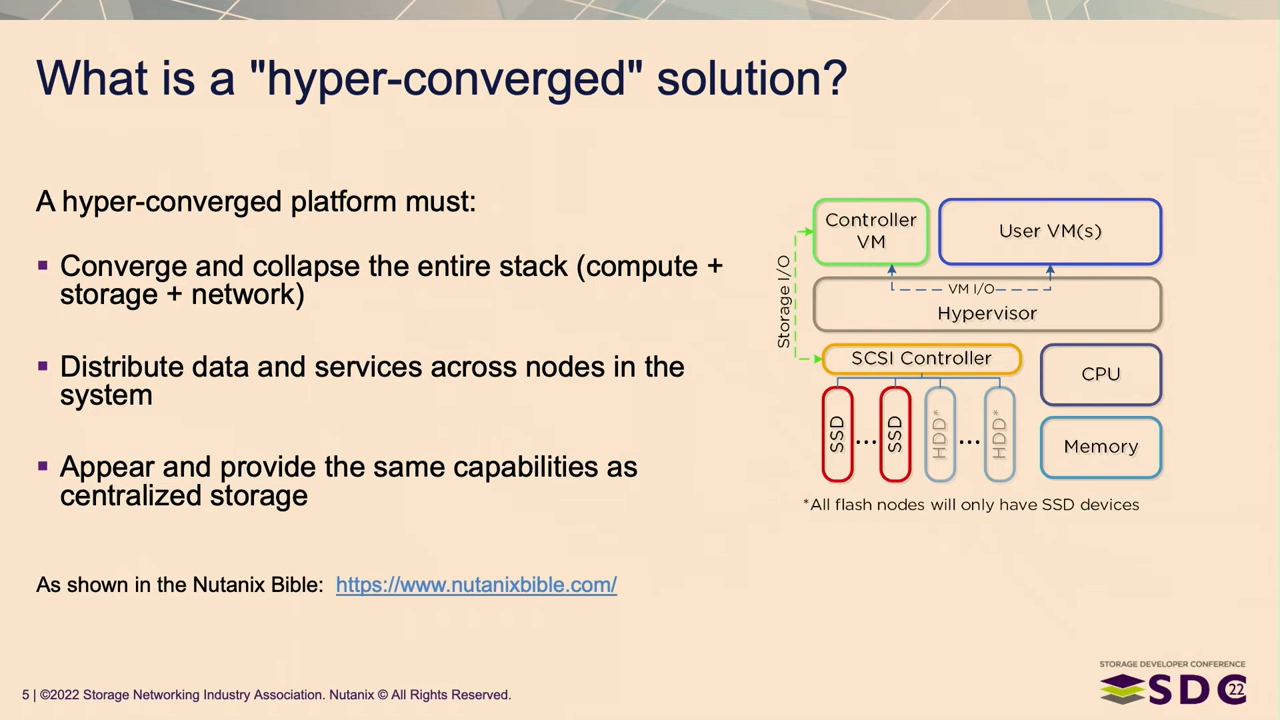 What is a "hyper-converged" solution?
A hyper-converged platform must:
▪ Converge and collapse the entire stack (compute +
storage + network)
▪ Distribute data and services across nodes in the
system
▪ Appear and provide the same capabilities as
centralized storage
As shown in the Nutanix Bible: https://www.nutanixbible.com/
Controller
VM
User VM(s)
Storage I/O
VM I/O
Hypervisor
SCSI Controller
CPU
SSD
...
SSD
HDD*
...
HDD*
Memory
*All flash nodes will only have SSD devices
5 | ©2022 Storage Networking Industry Association. Nutanix © All Rights Reserved.
STORAGE DEVELOPER CONFERENCE
SDC 22